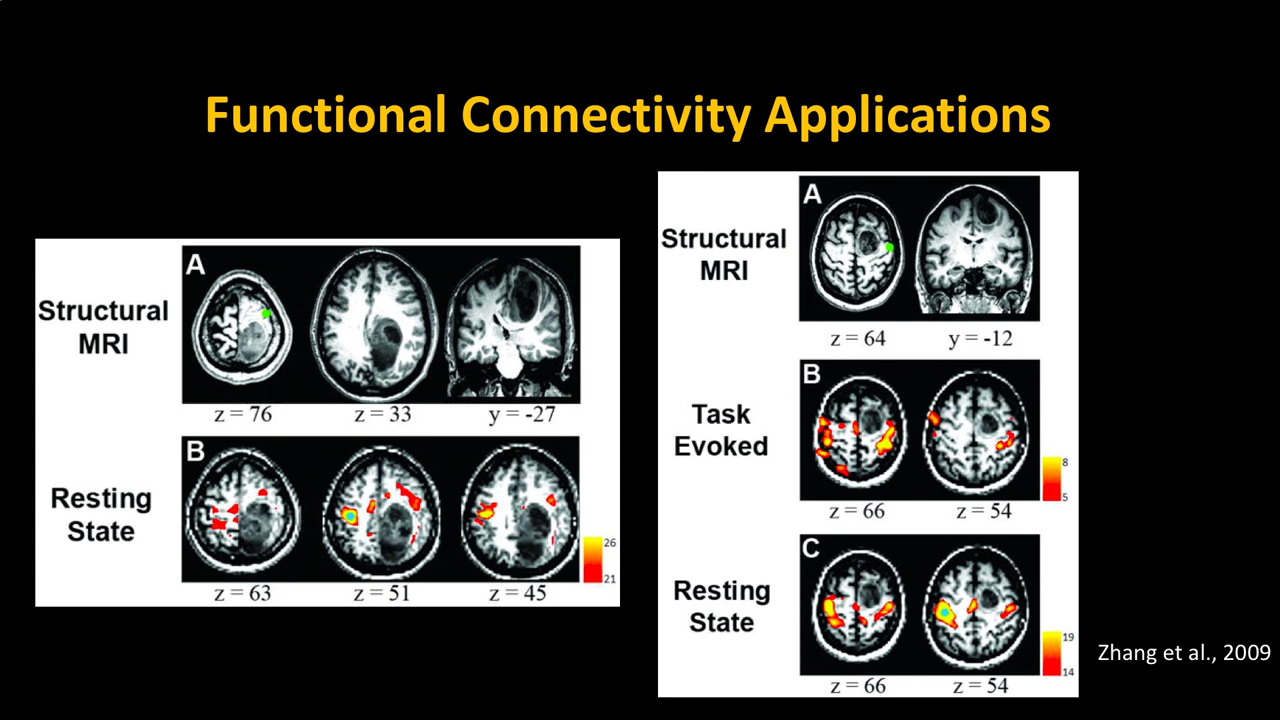 Functional Connectivity Applications
Structural
MRI
A
z = 76
z = 33
y = -27
Resting
State
B
26
21
z = 63
z = 51
z = 45
Structural
MRI
A
z = 64
y = -12
Task
Evoked
B
8
5
z = 66
z = 54
Resting
State
C
19
14
z = 66
z = 54
Zhang et al., 2009